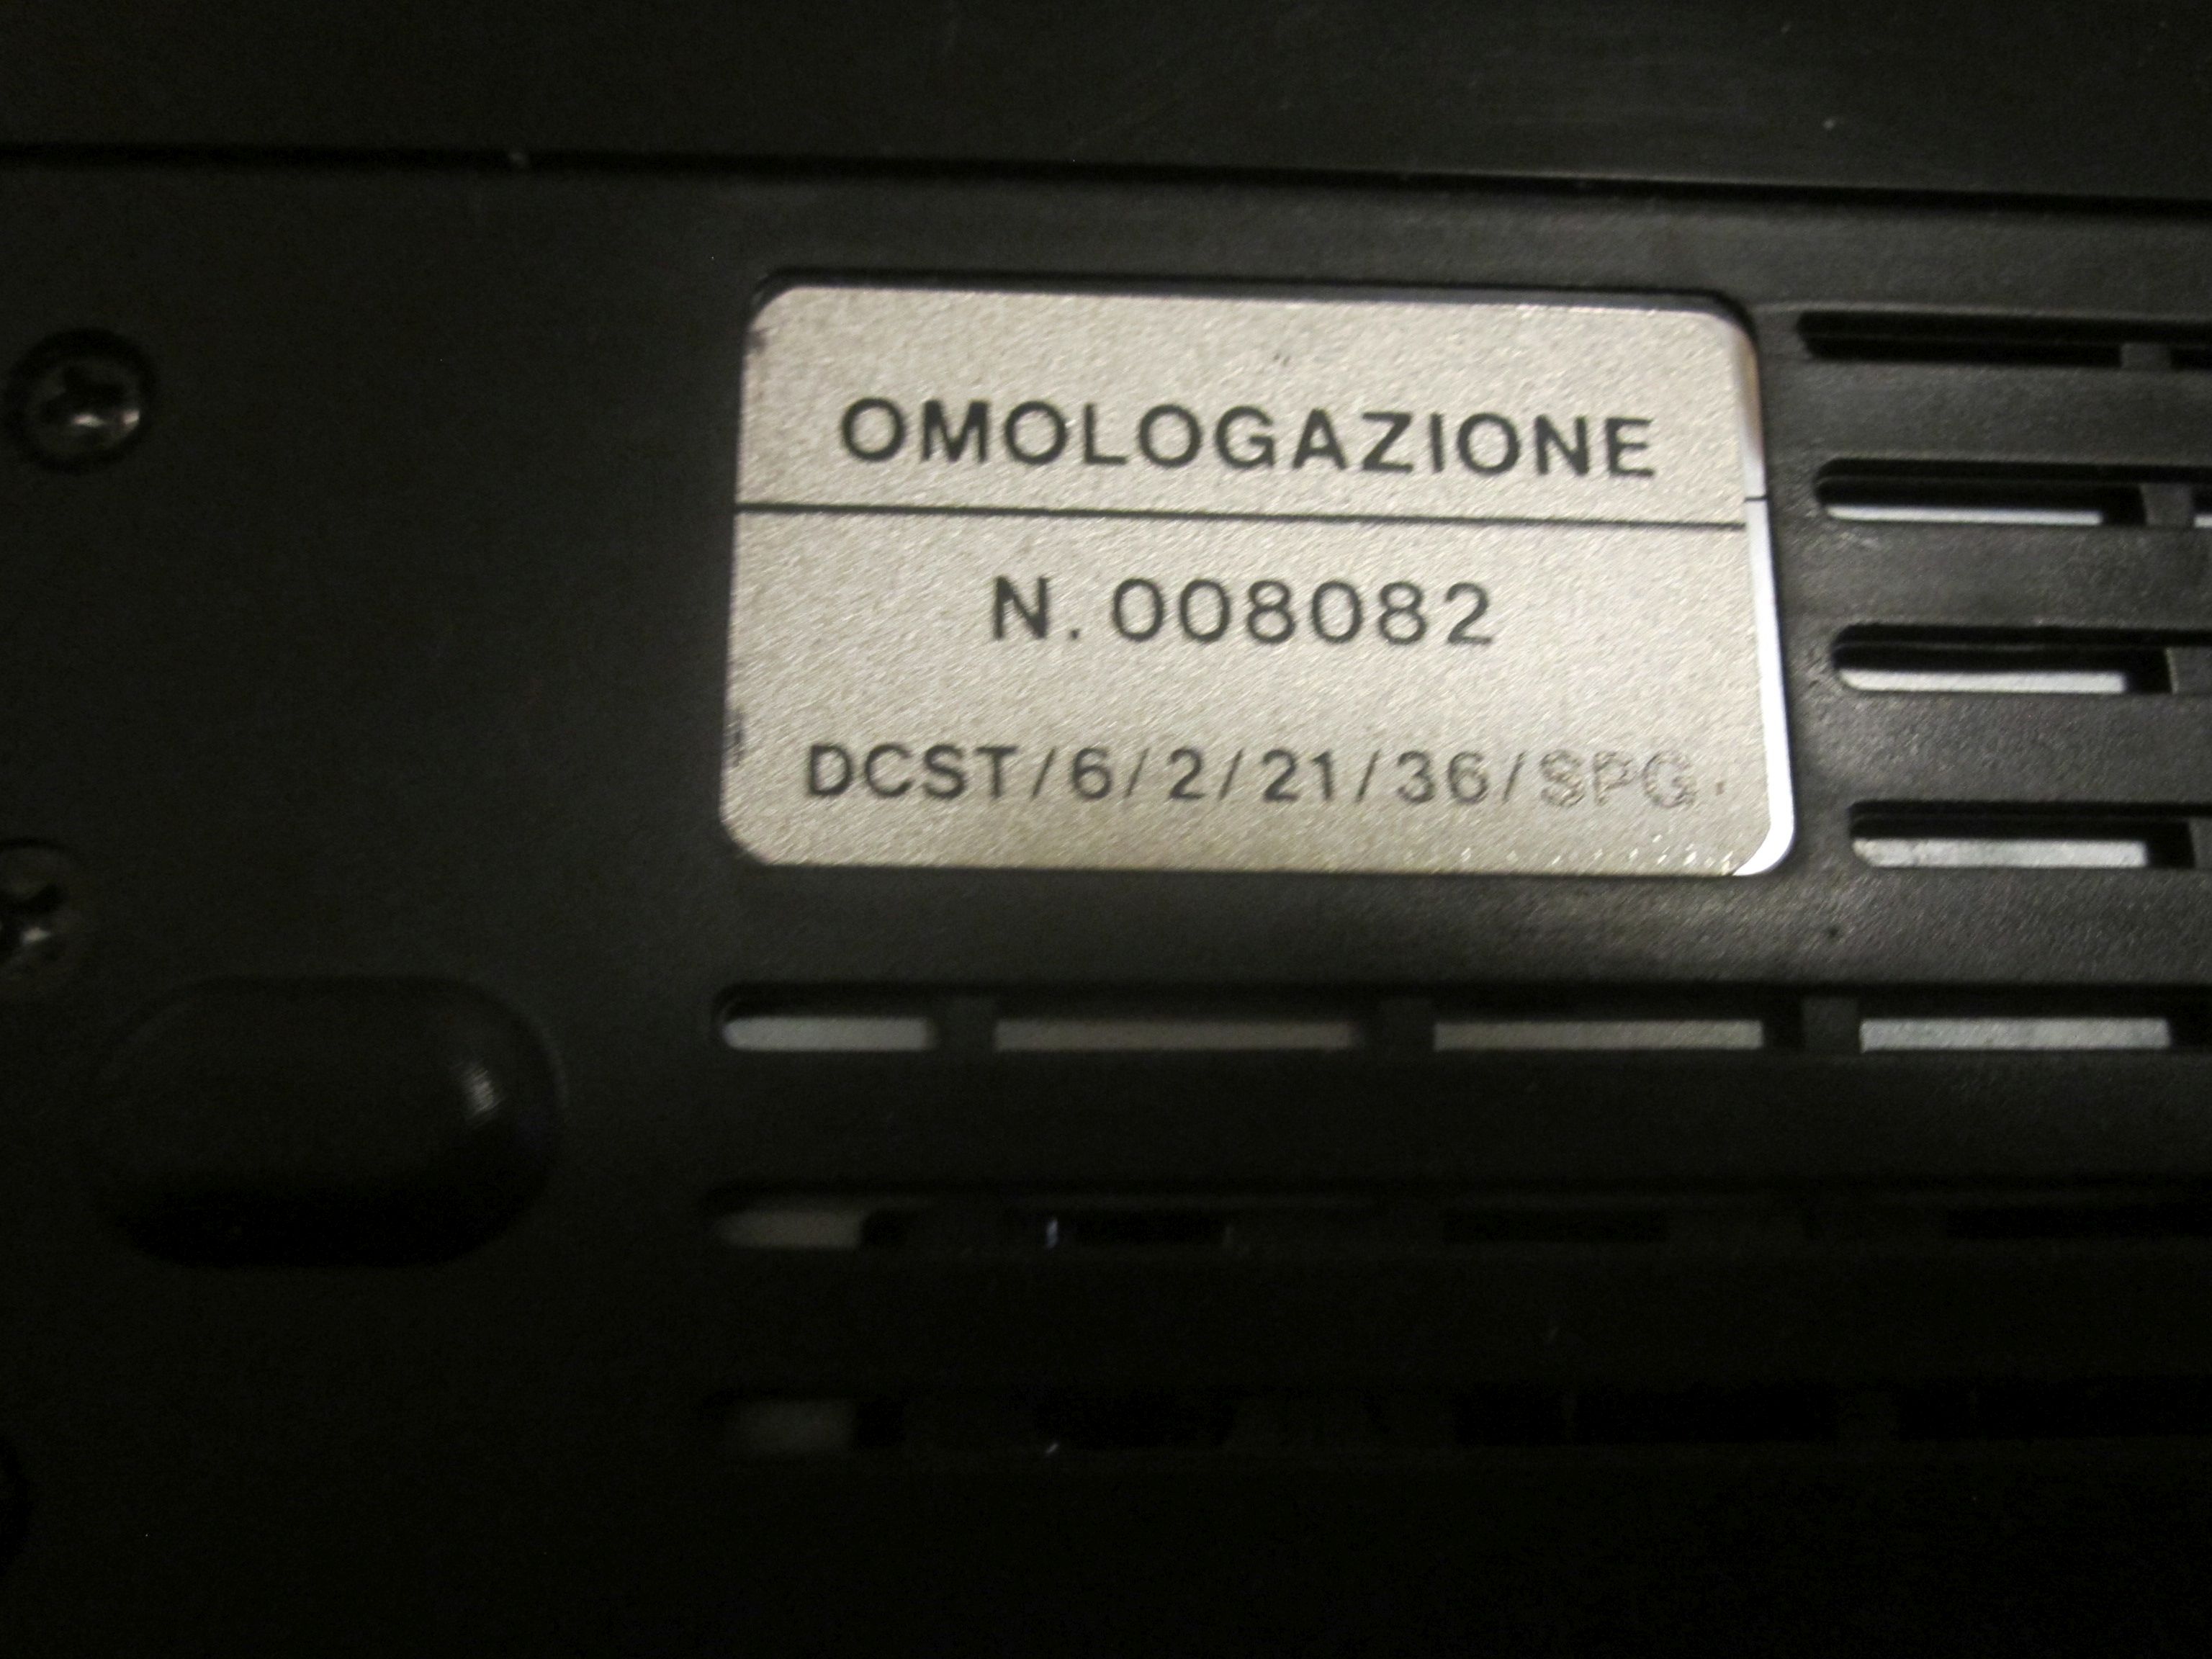 OMOLOGAZIONE
N. 008082
DCST/6/2/21/36/SPG.